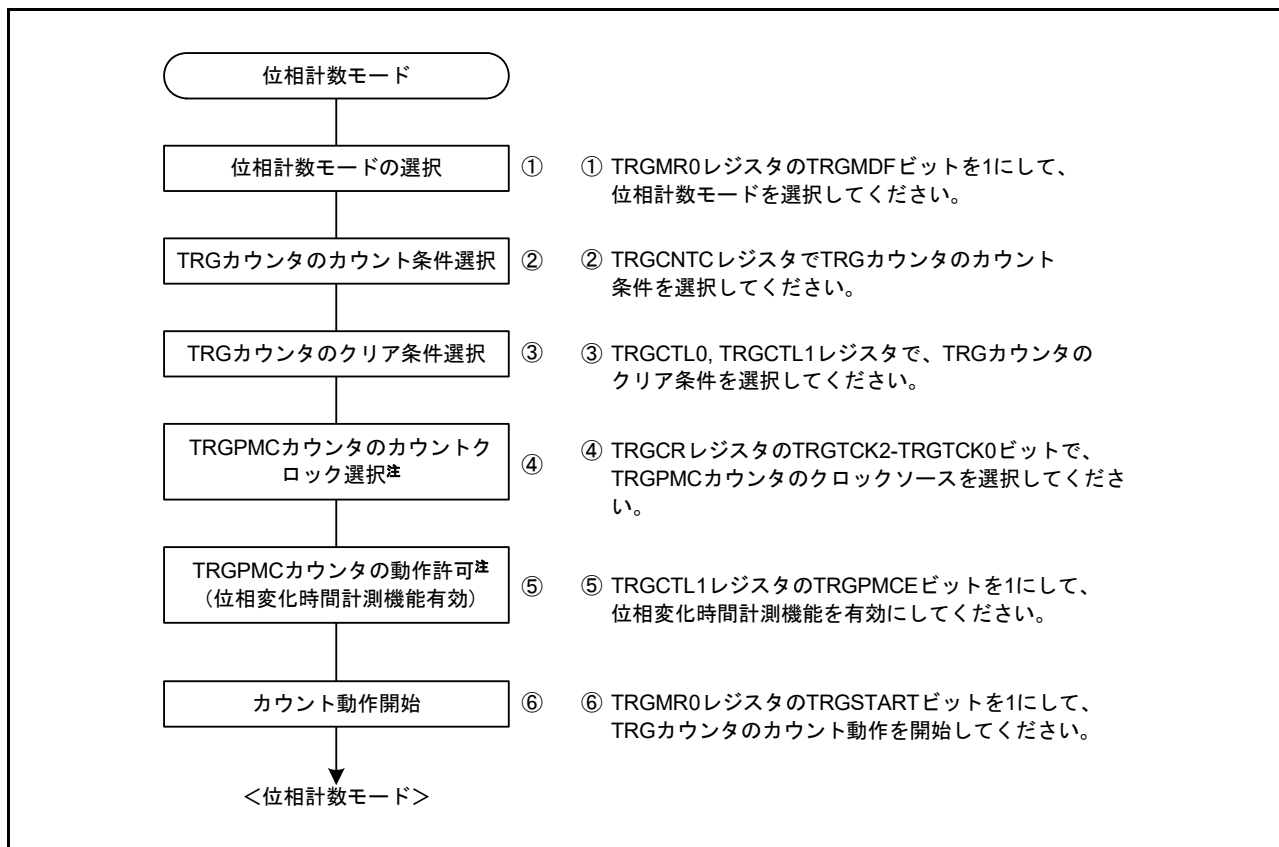 位相計数モード
位相計数モードの選択
①
① TRGMR0レジスタのTRGMDFビットを1にして、
位相計数モードを選択してください。
TRGカウンタのカウント条件選択
②
② TRGCNTCレジスタでTRGカウンタのカウント
条件を選択してください。
TRGカウンタのクリア条件選択
③
③ TRGCTL0, TRGCTL1レジスタで、TRGカウンタの
クリア条件を選択してください。
TRGPMCカウンタのカウントク
ロック選択注
④
④ TRGCRレジスタのTRGTCK2-TRGTCK0ビットで、
TRGPMCカウンタのクロックソースを選択してくださ
い。
TRGPMCカウンタの動作許可注
（位相変化時間計測機能有効）
⑤
⑤ TRGCTL1レジスタのTRGPMCEビットを1にして、
位相変化時間計測機能を有効にしてください。
カウント動作開始
⑥
⑥ TRGMR0レジスタのTRGSTARTビットを1にして、
TRGカウンタのカウント動作を開始してください。
＜位相計数モード＞